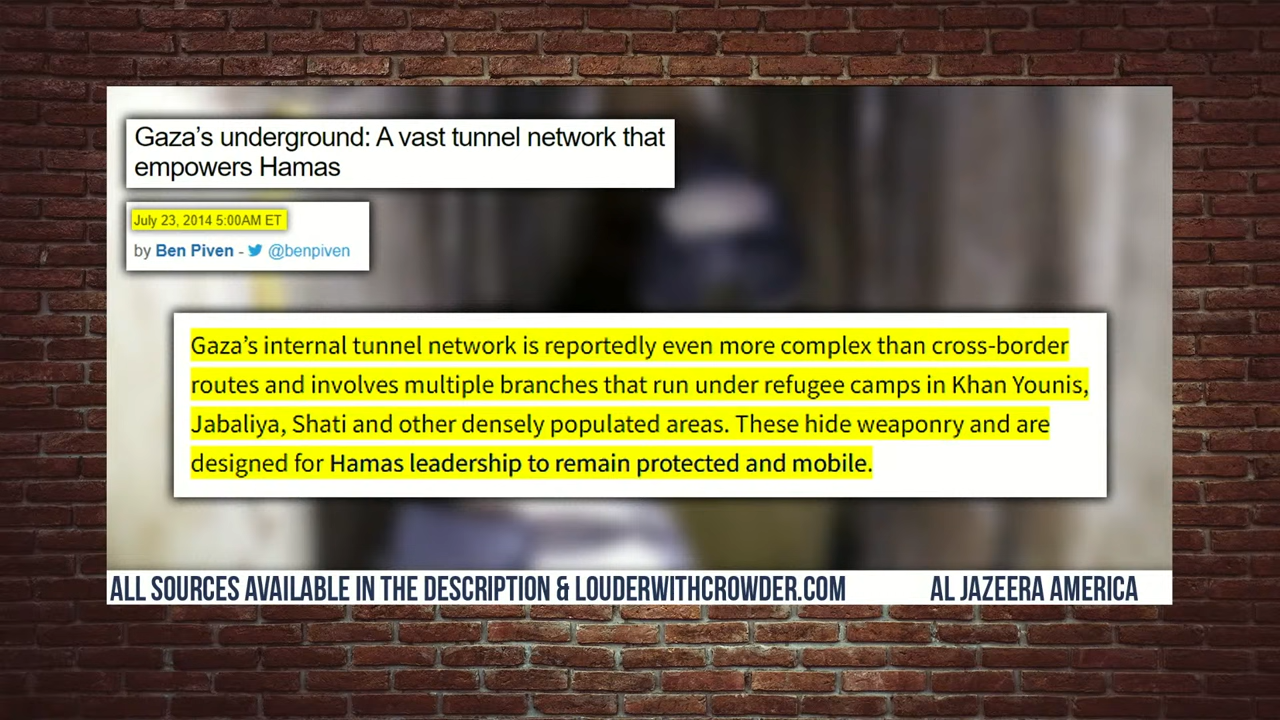 Gaza’s underground: A vast tunnel network that
empowers Hamas
July 23, 2014 5:00AM ET
by Ben Piven - @benpiven
Gaza’s internal tunnel network is reportedly even more complex than cross-border
routes and involves multiple branches that run under refugee camps in Khan Younis,
Jabaliya, Shati and other densely populated areas. These hide weaponry and are
designed for Hamas leadership to remain protected and mobile.
ALL SOURCES AVAILABLE IN THE DESCRIPTION & LOUDERWITHCROWDER.COM
AL JAZEERA AMERICA